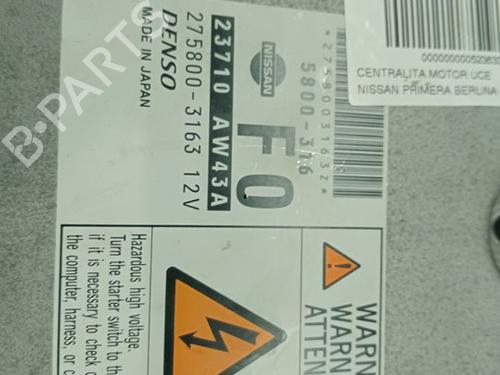 0000000000523633
CENTRALITA MOTOR UCE
NISSAN PRIMERA BERLINA
*2758003163Z*
5800-316
NISSAN
F0
23710 AW43A
275800-3163 12V
DENSO
MADE IN JAPAN
WARN
WARN
ATTEN
Hazardous high voltage.
Turn the starter switch to th
if it is necessary to check
the computer, harness, or c
B-Parts